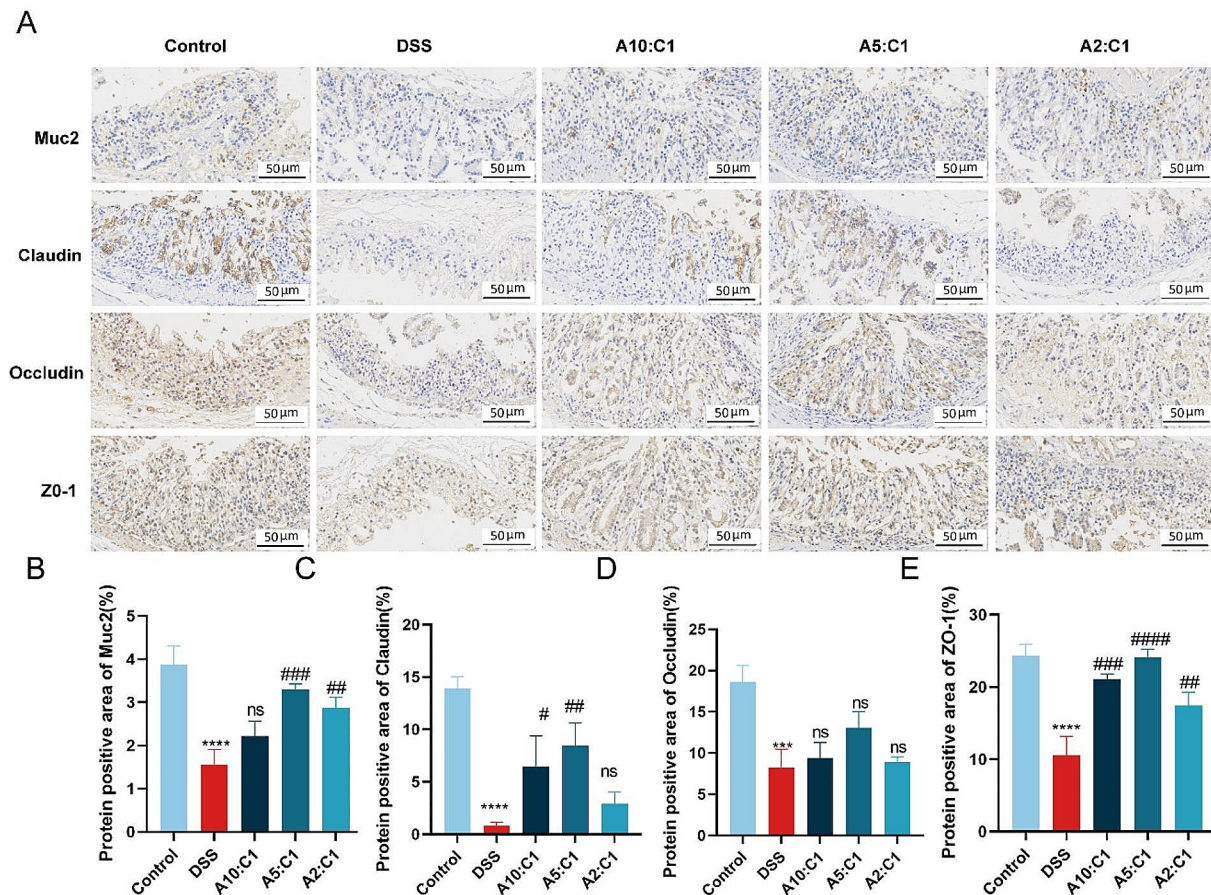 A
Control DSS A10:C1 A5:C1 A2:C1
Muc2
50 μm 50 μm 50 μm 50 μm 50 μm
Claudin
50 μm 50 μm 50 μm 50 μm 50 μm
Occludin
50 μm 50 μm 50 μm 50 μm 50 μm
Z0-1
50 μm 50 μm 50 μm 50 μm 50 μm
B
Protein positive area of Muc2(%)
5
4
3
2
1
0
**** ns ### ##
Control DSS A10:C1 A5:C1 A2:C1
C
Protein positive area of Claudin(%)
20
15
10
5
0
**** # ## ns
Control DSS A10:C1 A5:C1 A2:C1
D
Protein positive area of Occludin(%)
25
20
15
10
5
0
*** ns ns ns
Control DSS A10:C1 A5:C1 A2:C1
E
Protein positive area of ZO-1(%)
30
20
10
0
**** ### #### ##
Control DSS A10:C1 A5:C1 A2:C1